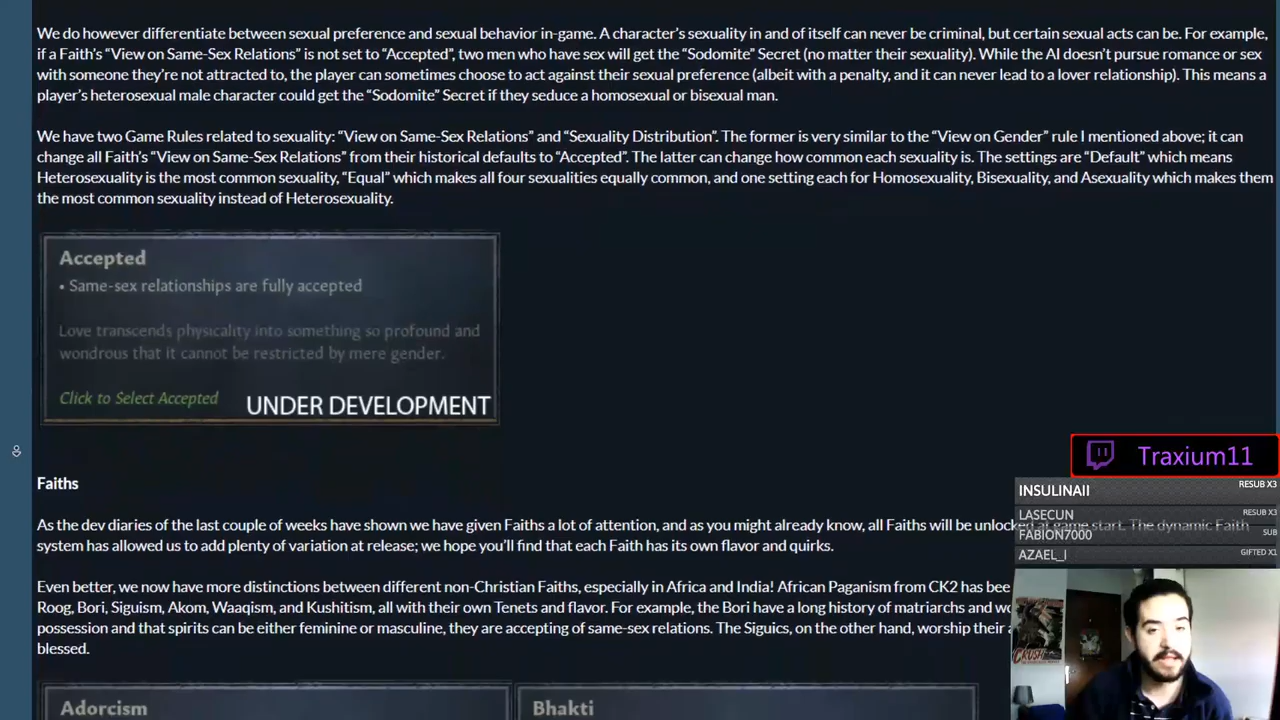 We do however differentiate between sexual preference and sexual behavior in-game. A character's sexuality in and of itself can never be criminal, but certain sexual acts can be. For example,
if a Faith's “View on Same-Sex Relations” is not set to “Accepted”, two men who have sex will get the “Sodomite” Secret (no matter their sexuality). While the AI doesn't pursue romance or sex
with someone they're not attracted to, the player can sometimes choose to act against their sexual preference (albeit with a penalty, and it can never lead to a lover relationship). This means a
player's heterosexual male character could get the “Sodomite” Secret if they seduce a homosexual or bisexual man.
We have two Game Rules related to sexuality: “View on Same-Sex Relations” and “Sexuality Distribution”. The former is very similar to the “View on Gender” rule I mentioned above; it can
change all Faith's “View on Same-Sex Relations” from their historical defaults to “Accepted”. The latter can change how common each sexuality is. The settings are “Default” which means
Heterosexuality is the most common sexuality, “Equal” which makes all four sexualities equally common, and one setting each for Homosexuality, Bisexuality, and Asexuality which makes them
the most common sexuality instead of Heterosexuality.
Accepted
• Same-sex relationships are fully accepted
Love transcends physicality into something so profound and
wondrous that it cannot be restricted by mere gender.
Click to Select Accepted
UNDER DEVELOPMENT
Traxium11
INSULINAII RESUB X3
LASECUN RESUB X3
FABION7000 SUB
AZAEL_I GIFTED X1
Faiths
As the dev diaries of the last couple of weeks have shown we have given Faiths a lot of attention, and as you might already know, all Faiths will be unlocked at game start. The dynamic Faith
system has allowed us to add plenty of variation at release; we hope you'll find that each Faith has its own flavor and quirks.
Even better, we now have more distinctions between different non-Christian Faiths, especially in Africa and India! African Paganism from CK2 has bee
Roog, Bori, Siguism, Akom, Waaqism, and Kushitism, all with their own Tenets and flavor. For example, the Bori have a long history of matriarchs and wo
possession and that spirits can be either feminine or masculine, they are accepting of same-sex relations. The Siguics, on the other hand, worship their
blessed.
Adorcism
Bhakti
CRUSH